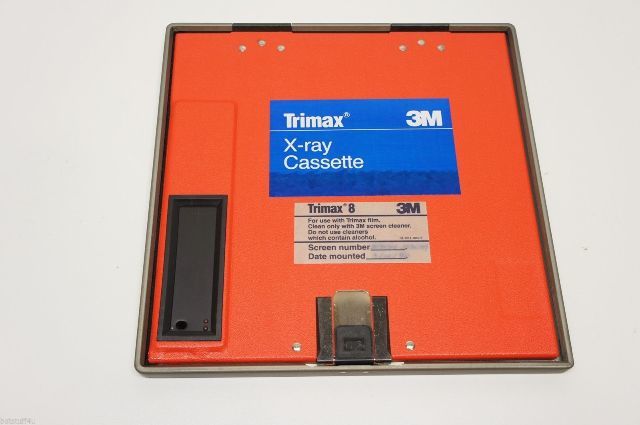 Trimax® 3M
X-ray
Cassette
Trimax® 8 3M
For use with Trimax film.
Clean only with 3M screen cleaner.
Do not use cleaners
which contain alcohol.
Screen number
Date mounted
botstuff4u